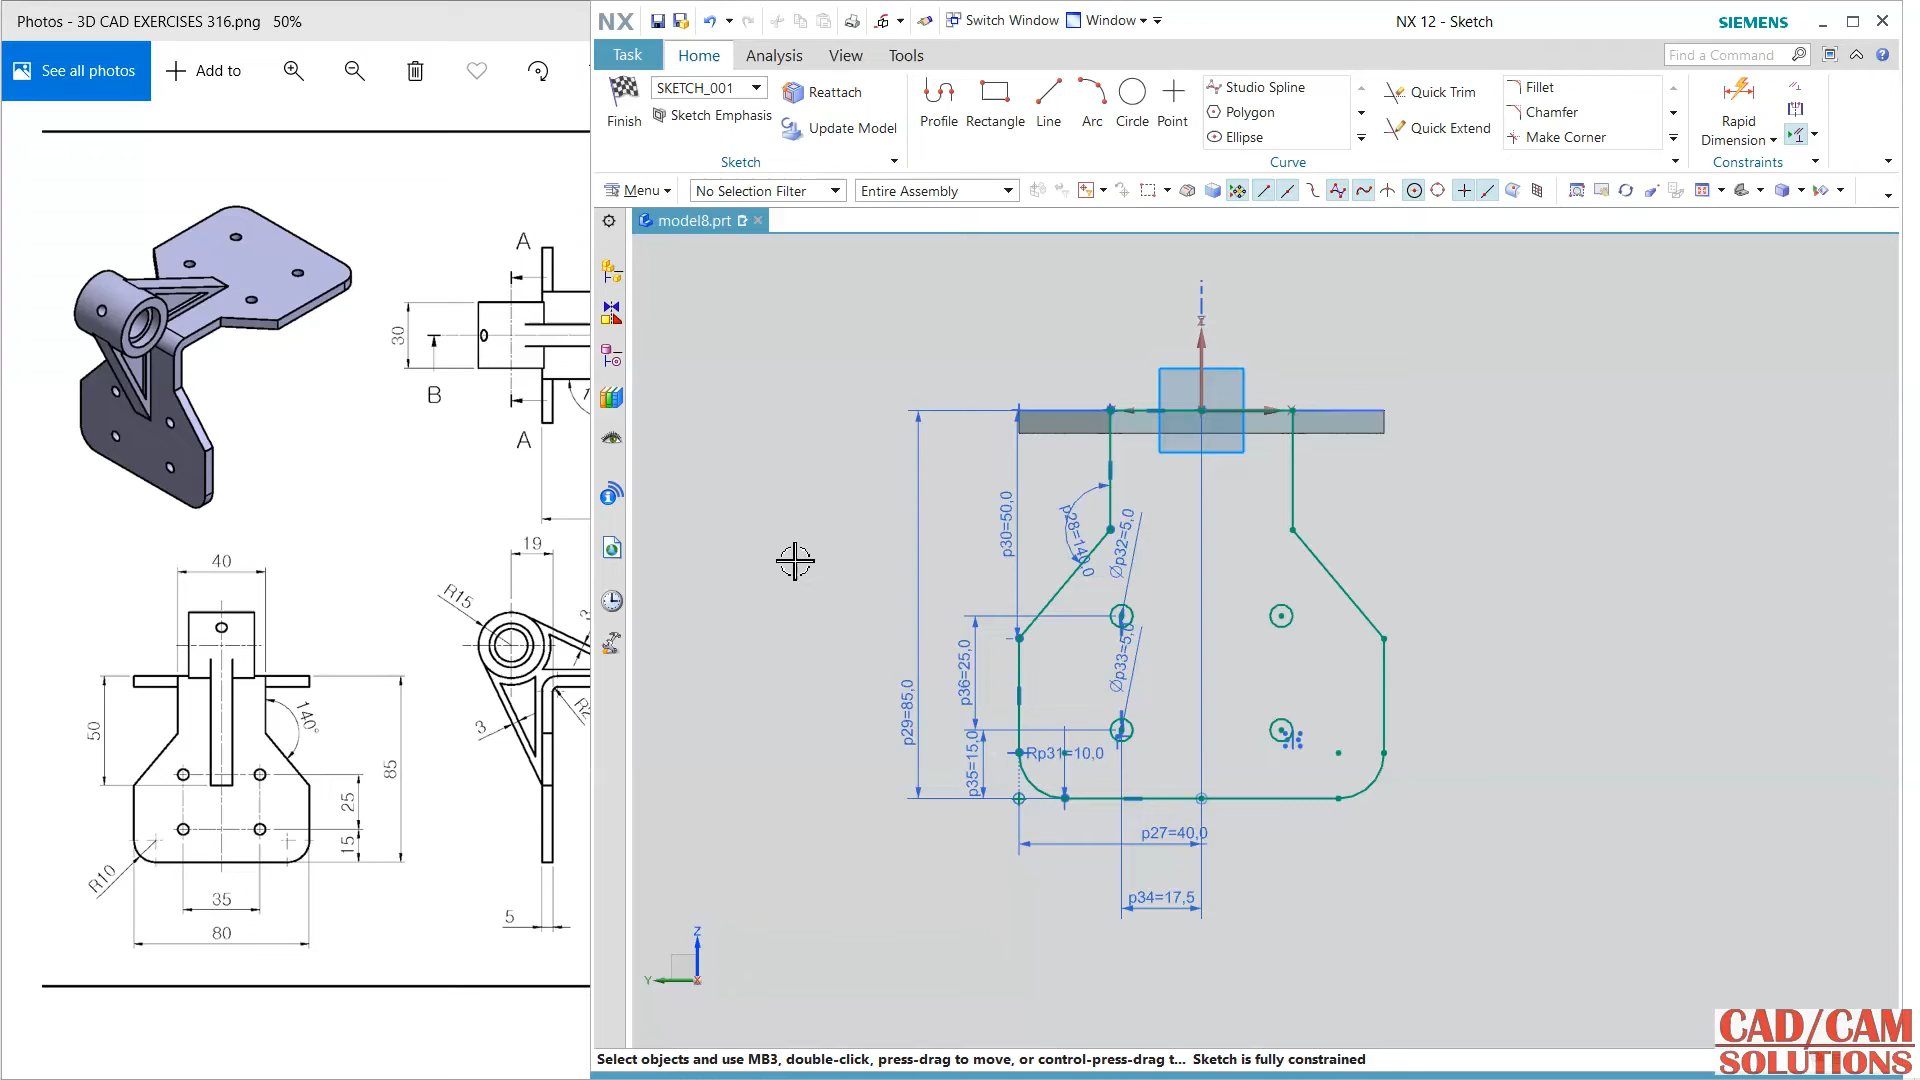 Photos - 3D CAD EXERCISES 316.png   50%
See all photos
Add to
A
30
B
A
40
19
R15
3
50
140°
85
3
25
15
R10
35
80
5
NX
Switch Window
Window
NX 12 - Sketch
SIEMENS
Task
Home
Analysis
View
Tools
Find a Command
Finish
SKETCH_001
Sketch Emphasis
Reattach
Update Model
Sketch
Profile
Rectangle
Line
Arc
Circle
Point
Studio Spline
Polygon
Ellipse
Quick Trim
Quick Extend
Fillet
Chamfer
Make Corner
Curve
Rapid
Dimension
Constraints
Menu
No Selection Filter
Entire Assembly
model8.prt
p30=50,0
p28=140,0
Øp32=5,0
Øp33=5,0
p36=25,0
p29=85,0
p35=15,0
Rp31=10,0
p27=40,0
p34=17,5
Z
Y
X
Select objects and use MB3, double-click, press-drag to move, or control-press-drag t...   Sketch is fully constrained
CAD/CAM
SOLUTIONS